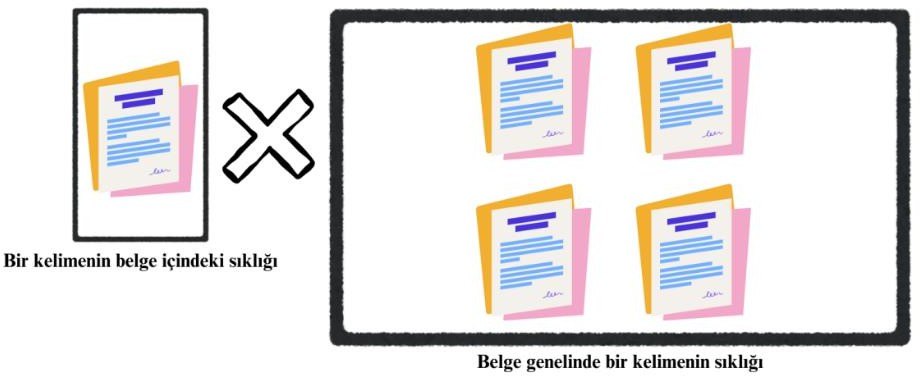 Bir kelimenin belge içindeki sıklığı
Belge genelinde bir kelimenin sıklığı